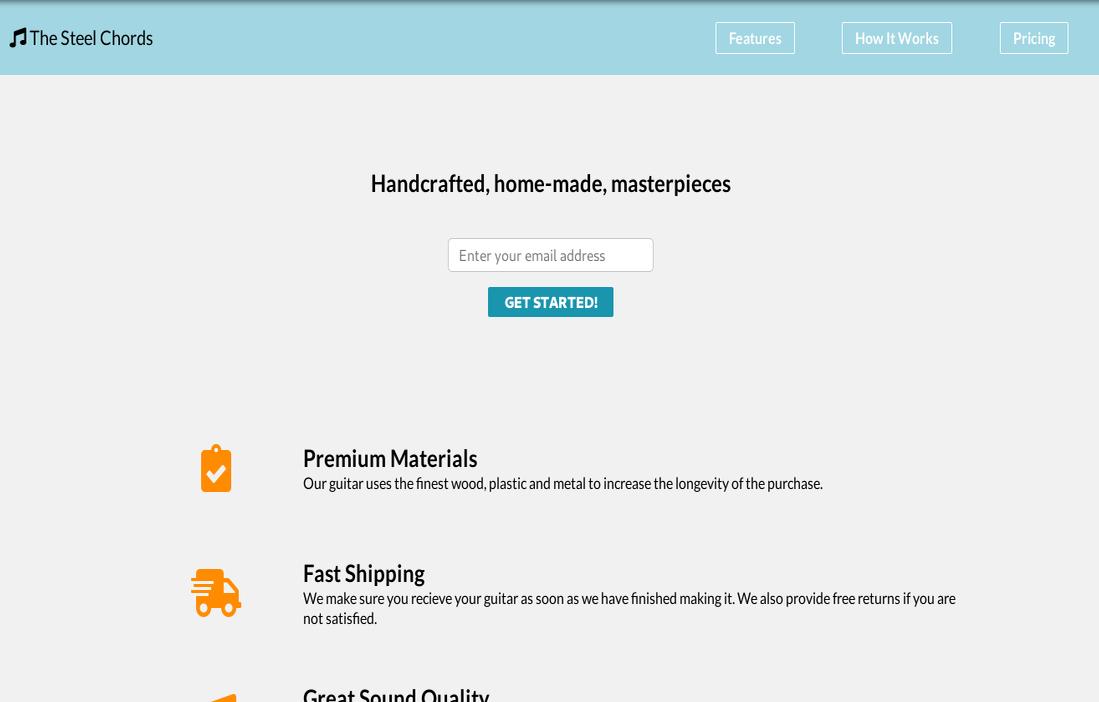 The Steel Chords
Features
How It Works
Pricing
Handcrafted, home-made, masterpieces
Enter your email address
GET STARTED!
Premium Materials
Our guitar uses the finest wood, plastic and metal to increase the longevity of the purchase.
Fast Shipping
We make sure you recieve your guitar as soon as we have finished making it. We also provide free returns if you are
not satisfied.
Great Sound Quality